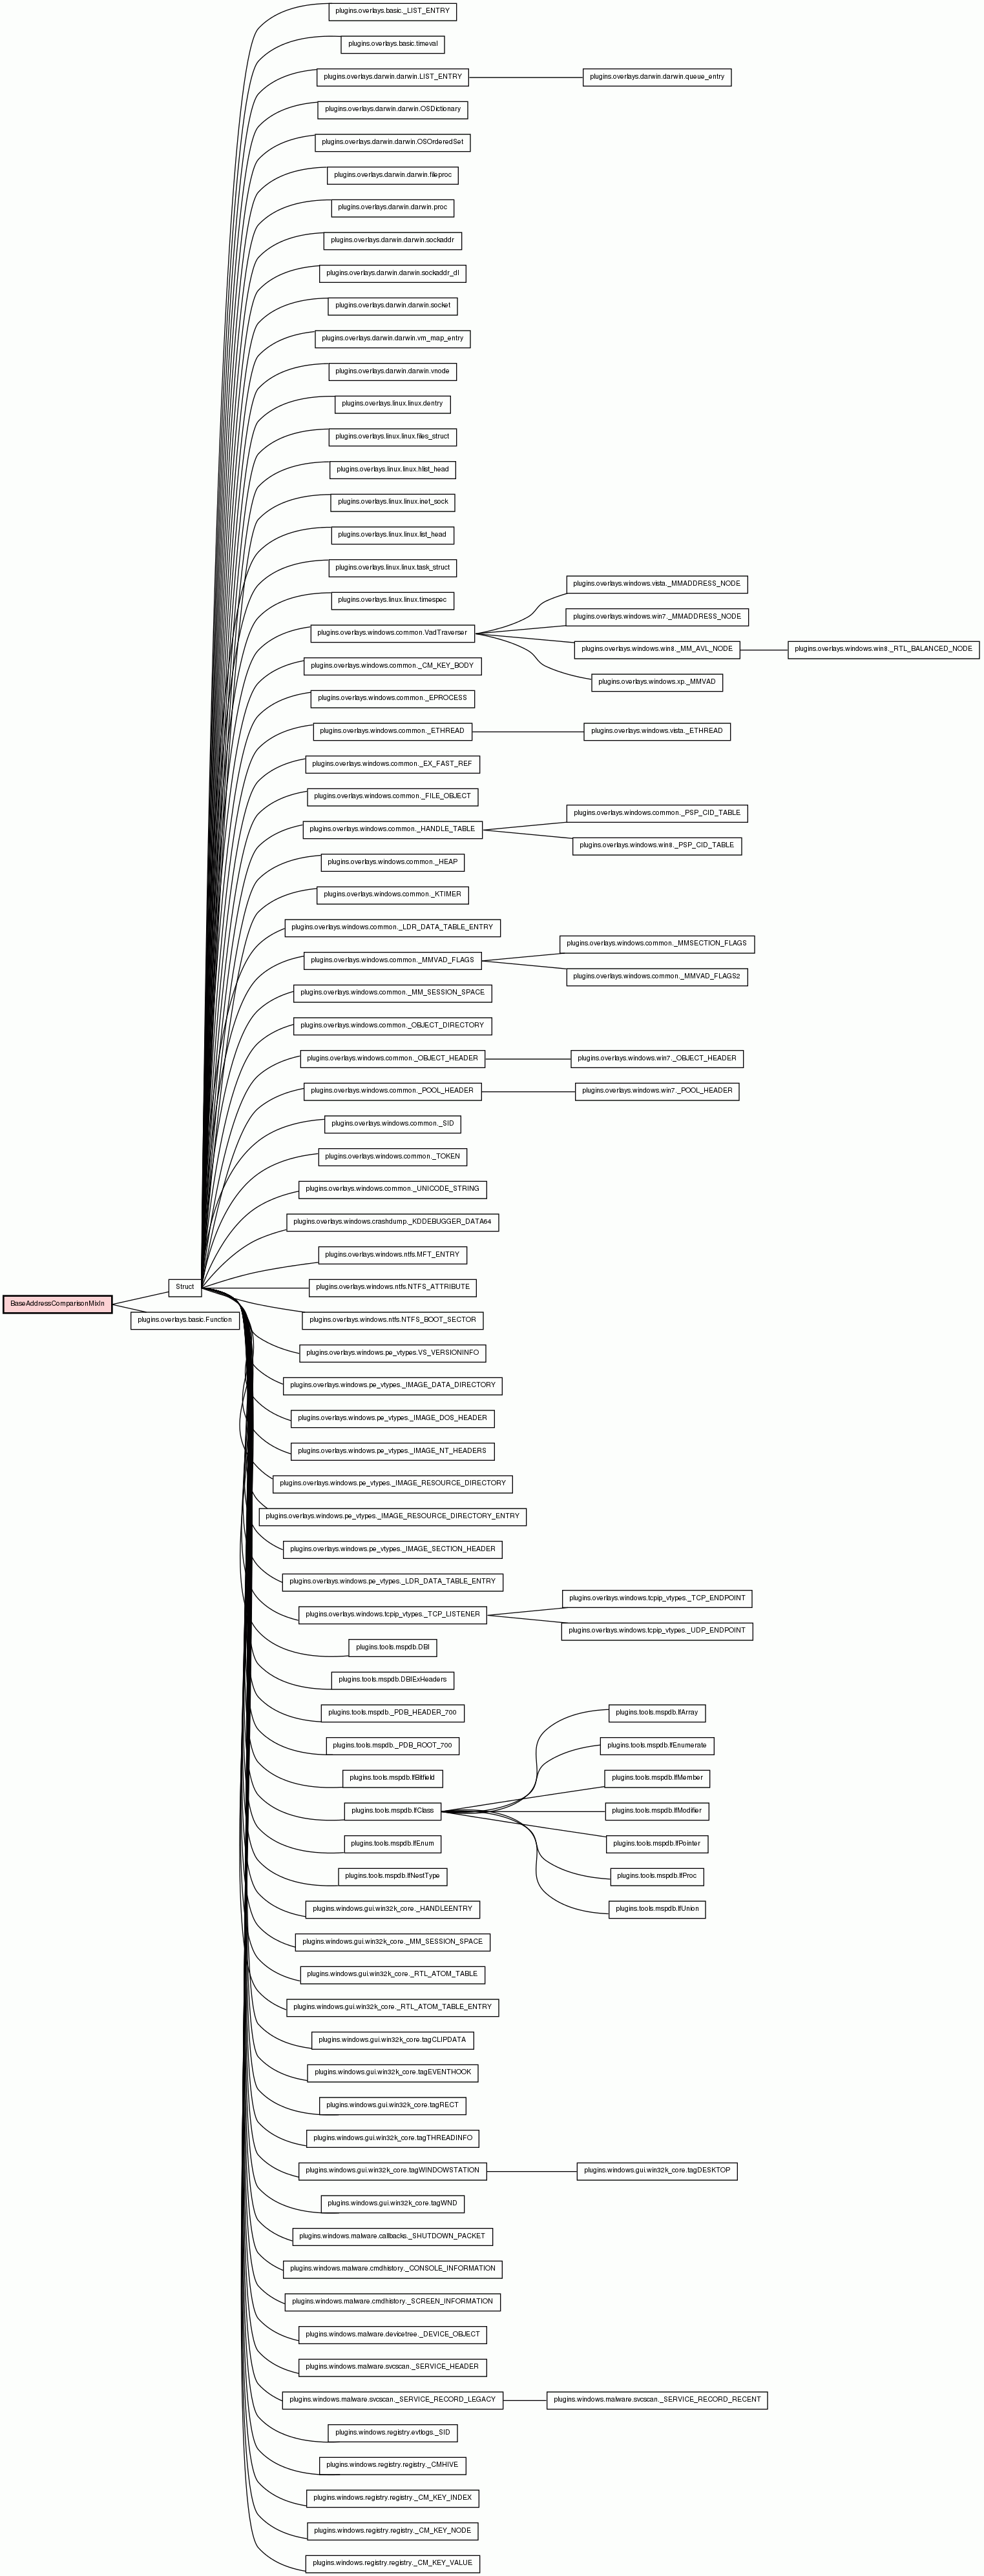 plugins.overlays.basic._LIST_ENTRY
plugins.overlays.basic.timeval
plugins.overlays.darwin.darwin.LIST_ENTRY
plugins.overlays.darwin.darwin.queue_entry
plugins.overlays.darwin.darwin.OSDictionary
plugins.overlays.darwin.darwin.OSOrderedSet
plugins.overlays.darwin.darwin.fileproc
plugins.overlays.darwin.darwin.proc
plugins.overlays.darwin.darwin.sockaddr
plugins.overlays.darwin.darwin.sockaddr_dl
plugins.overlays.darwin.darwin.socket
plugins.overlays.darwin.darwin.vm_map_entry
plugins.overlays.darwin.darwin.vnode
plugins.overlays.linux.linux.dentry
plugins.overlays.linux.linux.files_struct
plugins.overlays.linux.linux.hlist_head
plugins.overlays.linux.linux.inet_sock
plugins.overlays.linux.linux.list_head
plugins.overlays.linux.linux.task_struct
plugins.overlays.linux.linux.timespec
plugins.overlays.windows.common.VadTraverser
plugins.overlays.windows.vista._MMADDRESS_NODE
plugins.overlays.windows.win7._MMADDRESS_NODE
plugins.overlays.windows.win8._MM_AVL_NODE
plugins.overlays.windows.win8._RTL_BALANCED_NODE
plugins.overlays.windows.xp._MMVAD
plugins.overlays.windows.common._CM_KEY_BODY
plugins.overlays.windows.common._EPROCESS
plugins.overlays.windows.common._ETHREAD
plugins.overlays.windows.vista._ETHREAD
plugins.overlays.windows.common._EX_FAST_REF
plugins.overlays.windows.common._FILE_OBJECT
plugins.overlays.windows.common._HANDLE_TABLE
plugins.overlays.windows.common._PSP_CID_TABLE
plugins.overlays.windows.win8._PSP_CID_TABLE
plugins.overlays.windows.common._HEAP
plugins.overlays.windows.common._KTIMER
plugins.overlays.windows.common._LDR_DATA_TABLE_ENTRY
plugins.overlays.windows.common._MMVAD_FLAGS
plugins.overlays.windows.common._MMSECTION_FLAGS
plugins.overlays.windows.common._MMVAD_FLAGS2
plugins.overlays.windows.common._MM_SESSION_SPACE
plugins.overlays.windows.common._OBJECT_DIRECTORY
plugins.overlays.windows.common._OBJECT_HEADER
plugins.overlays.windows.win7._OBJECT_HEADER
plugins.overlays.windows.common._POOL_HEADER
plugins.overlays.windows.win7._POOL_HEADER
plugins.overlays.windows.common._SID
plugins.overlays.windows.common._TOKEN
plugins.overlays.windows.common._UNICODE_STRING
plugins.overlays.windows.crashdump._KDDEBUGGER_DATA64
plugins.overlays.windows.ntfs.MFT_ENTRY
Struct
plugins.overlays.windows.ntfs.NTFS_ATTRIBUTE
BaseAddressComparisonMixIn
plugins.overlays.basic.Function
plugins.overlays.windows.ntfs.NTFS_BOOT_SECTOR
plugins.overlays.windows.pe_vtypes.VS_VERSIONINFO
plugins.overlays.windows.pe_vtypes._IMAGE_DATA_DIRECTORY
plugins.overlays.windows.pe_vtypes._IMAGE_DOS_HEADER
plugins.overlays.windows.pe_vtypes._IMAGE_NT_HEADERS
plugins.overlays.windows.pe_vtypes._IMAGE_RESOURCE_DIRECTORY
plugins.overlays.windows.pe_vtypes._IMAGE_RESOURCE_DIRECTORY_ENTRY
plugins.overlays.windows.pe_vtypes._IMAGE_SECTION_HEADER
plugins.overlays.windows.pe_vtypes._LDR_DATA_TABLE_ENTRY
plugins.overlays.windows.tcpip_vtypes._TCP_LISTENER
plugins.overlays.windows.tcpip_vtypes._TCP_ENDPOINT
plugins.overlays.windows.tcpip_vtypes._UDP_ENDPOINT
plugins.tools.mspdb.DBI
plugins.tools.mspdb.DBIExHeaders
plugins.tools.mspdb._PDB_HEADER_700
plugins.tools.mspdb._PDB_ROOT_700
plugins.tools.mspdb.lfBitfield
plugins.tools.mspdb.lfClass
plugins.tools.mspdb.lfArray
plugins.tools.mspdb.lfEnumerate
plugins.tools.mspdb.lfMember
plugins.tools.mspdb.lfModifier
plugins.tools.mspdb.lfPointer
plugins.tools.mspdb.lfProc
plugins.tools.mspdb.lfUnion
plugins.tools.mspdb.lfEnum
plugins.tools.mspdb.lfNestType
plugins.windows.gui.win32k_core._HANDLEENTRY
plugins.windows.gui.win32k_core._MM_SESSION_SPACE
plugins.windows.gui.win32k_core._RTL_ATOM_TABLE
plugins.windows.gui.win32k_core._RTL_ATOM_TABLE_ENTRY
plugins.windows.gui.win32k_core.tagCLIPDATA
plugins.windows.gui.win32k_core.tagEVENTHOOK
plugins.windows.gui.win32k_core.tagRECT
plugins.windows.gui.win32k_core.tagTHREADINFO
plugins.windows.gui.win32k_core.tagWINDOWSTATION
plugins.windows.gui.win32k_core.tagDESKTOP
plugins.windows.gui.win32k_core.tagWND
plugins.windows.malware.callbacks._SHUTDOWN_PACKET
plugins.windows.malware.cmdhistory._CONSOLE_INFORMATION
plugins.windows.malware.cmdhistory._SCREEN_INFORMATION
plugins.windows.malware.devicetree._DEVICE_OBJECT
plugins.windows.malware.svcscan._SERVICE_HEADER
plugins.windows.malware.svcscan._SERVICE_RECORD_LEGACY
plugins.windows.malware.svcscan._SERVICE_RECORD_RECENT
plugins.windows.registry.evtlogs._SID
plugins.windows.registry.registry._CMHIVE
plugins.windows.registry.registry._CM_KEY_INDEX
plugins.windows.registry.registry._CM_KEY_NODE
plugins.windows.registry.registry._CM_KEY_VALUE